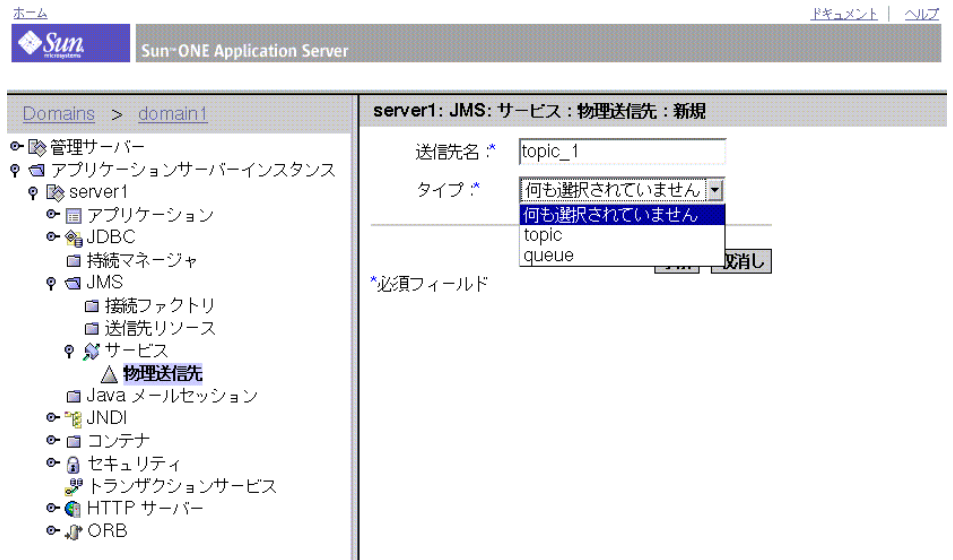 ホーム
ドキュメント | ヘルプ
Sun
microsystems
Sun™ ONE Application Server
Domains > domain1
管理サーバー
アプリケーションサーバーインスタンス
server1
アプリケーション
JDBC
持続マネージャ
JMS
接続ファクトリ
送信先リソース
サービス
物理送信先
Java メールセッション
JNDI
コンテナ
セキュリティ
トランザクションサービス
HTTP サーバー
ORB
server1: JMS: サービス : 物理送信先 : 新規
送信先名 :* topic_1
タイプ :* 何も選択されていません
何も選択されていません
topic
queue
取消し
*必須フィールド